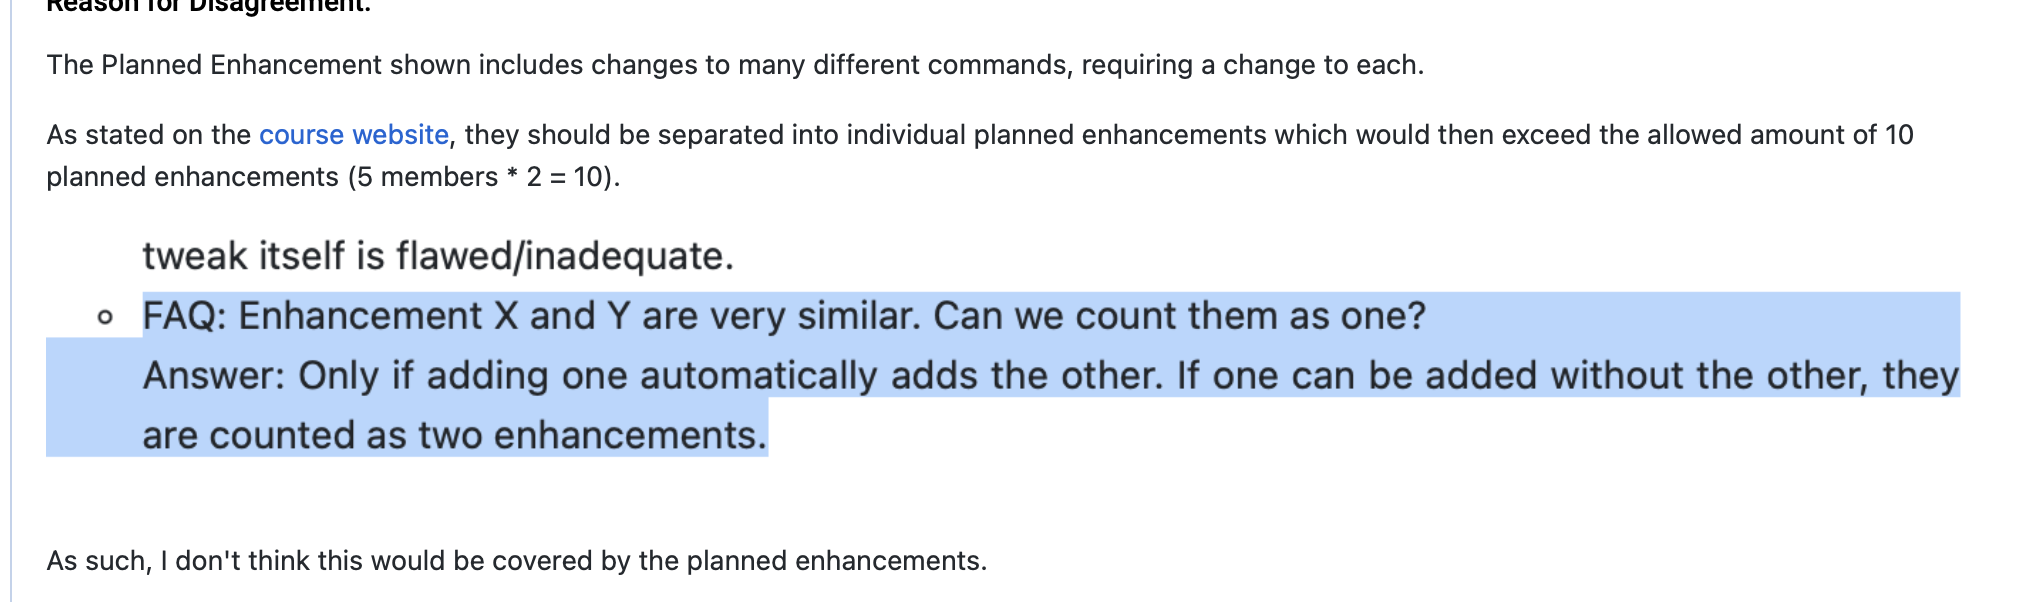 Reason for Disagreement:
The Planned Enhancement shown includes changes to many different commands, requiring a change to each.
As stated on the course website, they should be separated into individual planned enhancements which would then exceed the allowed amount of 10
planned enhancements (5 members * 2 = 10).
tweak itself is flawed/inadequate.
FAQ: Enhancement X and Y are very similar. Can we count them as one?
Answer: Only if adding one automatically adds the other. If one can be added without the other, they
are counted as two enhancements.
As such, I don't think this would be covered by the planned enhancements.